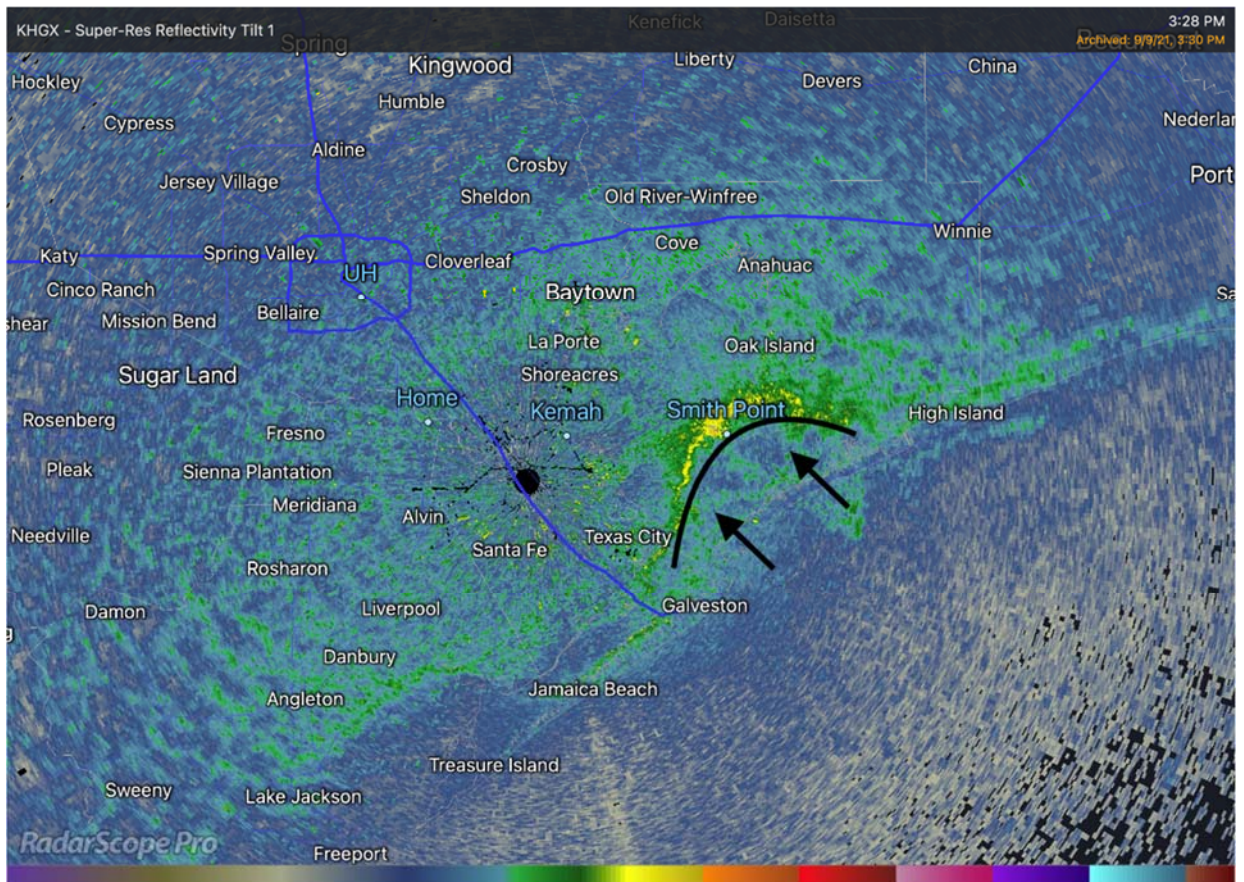 KHGX - Super-Res Reflectivity Tilt 1
3:28 PM
Archived: 9/9/21, 3:30 PM
Kenefick
Daisetta
Spring
Beaumont
Kingwood
Liberty
China
Hockley
Devers
Humble
Cypress
Nederlan
Aldine
Crosby
Jersey Village
Port
Sheldon
Old River-Winfree
Winnie
Cove
Katy
Spring Valley
Cloverleaf
Anahuac
UH
Cinco Ranch
Baytown
Sa
shear
Mission Bend
Bellaire
La Porte
Oak Island
Sugar Land
Shoreacres
Home
Kemah
Smith Point
High Island
Rosenberg
Fresno
Pleak
Sienna Plantation
Meridiana
Alvin
Needville
Texas City
Santa Fe
Rosharon
Damon
Liverpool
Galveston
g
Danbury
Angleton
Jamaica Beach
Treasure Island
Sweeny
Lake Jackson
RadarScope Pro
Freeport